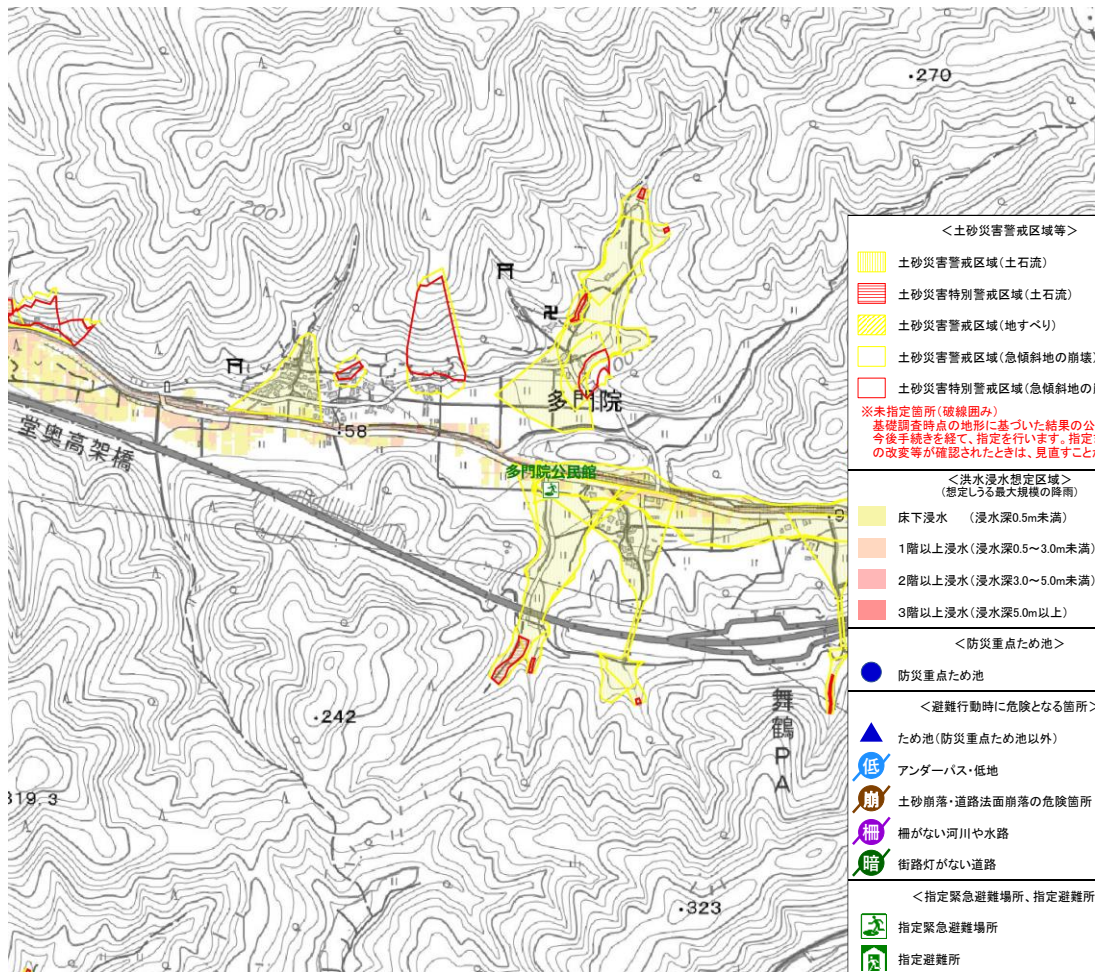 ・270
200
多門院
・58
堂奥高架橋
多門院公民館
・242
舞鶴PA
319.3
・323
＜土砂災害警戒区域等＞
土砂災害警戒区域（土石流）
土砂災害特別警戒区域（土石流）
土砂災害警戒区域（地すべり）
土砂災害警戒区域（急傾斜地の崩壊）
土砂災害特別警戒区域（急傾斜地の
※未指定箇所（破線囲み）
基礎調査時点の地形に基づいた結果の公
今後手続きを経て、指定を行います。指定
の改変等が確認されたときは、見直すことが
＜洪水浸水想定区域＞
（想定しうる最大規模の降雨）
床下浸水　（浸水深0.5m未満）
1階以上浸水（浸水深0.5～3.0m未満）
2階以上浸水（浸水深3.0～5.0m未満）
3階以上浸水（浸水深5.0m以上）
＜防災重点ため池＞
防災重点ため池
＜避難行動時に危険となる箇所＞
ため池（防災重点ため池以外）
低 アンダーパス・低地
崩 土砂崩落・道路法面崩落の危険箇所
柵 柵がない河川や水路
暗 街路灯がない道路
＜指定緊急避難場所、指定避難所
指定緊急避難場所
指定避難所